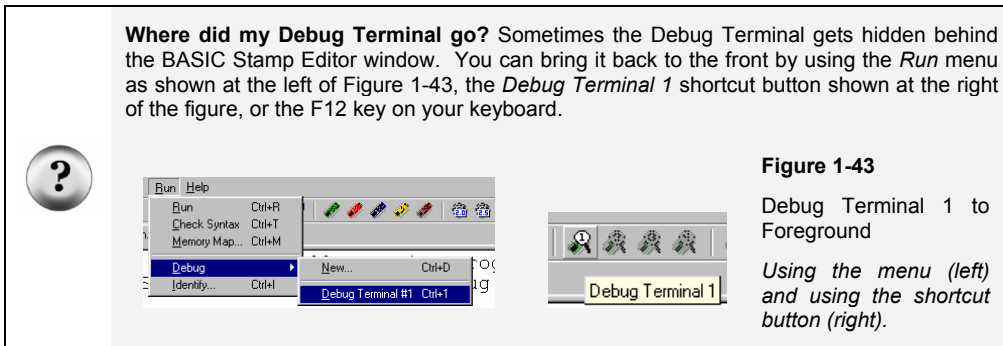 Where did my Debug Terminal go? Sometimes the Debug Terminal gets hidden behind
the BASIC Stamp Editor window. You can bring it back to the front by using the Run menu
as shown at the left of Figure 1-43, the Debug Terminal 1 shortcut button shown at the right
of the figure, or the F12 key on your keyboard.
?
Run Help
Run Ctrl+R
Check Syntax Ctrl+T
Memory Map... Ctrl+M
Debug
Identify... Ctrl+I
New... Ctrl+D
Debug Terminal #1 Ctrl+1
2.0 2.5
1
Debug Terminal 1
Figure 1-43
Debug Terminal 1 to
Foreground
Using the menu (left)
and using the shortcut
button (right).